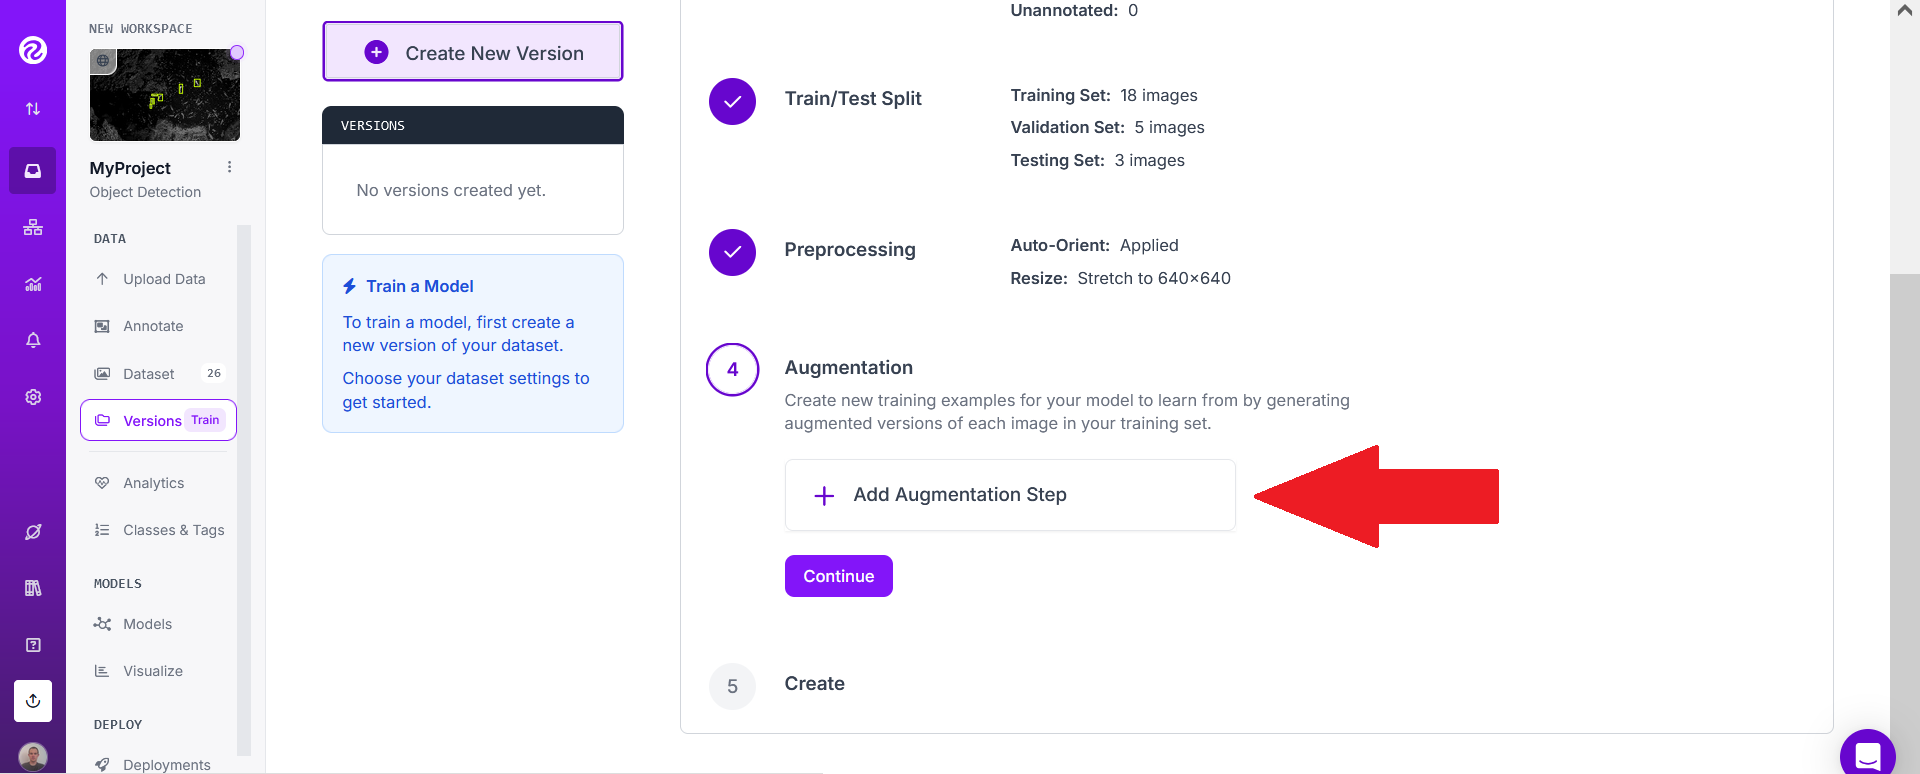 NEW WORKSPACE
MyProject
Object Detection
DATA
Upload Data
Annotate
Dataset 26
Versions Train
Analytics
Classes & Tags
MODELS
Models
Visualize
DEPLOY
Deployments
Create New Version
VERSIONS
No versions created yet.
Train a Model
To train a model, first create a
new version of your dataset.
Choose your dataset settings to
get started.
Unannotated: 0
Train/Test Split
Training Set: 18 images
Validation Set: 5 images
Testing Set: 3 images
Preprocessing
Auto-Orient: Applied
Resize: Stretch to 640×640
4 Augmentation
Create new training examples for your model to learn from by generating
augmented versions of each image in your training set.
Add Augmentation Step
Continue
5 Create